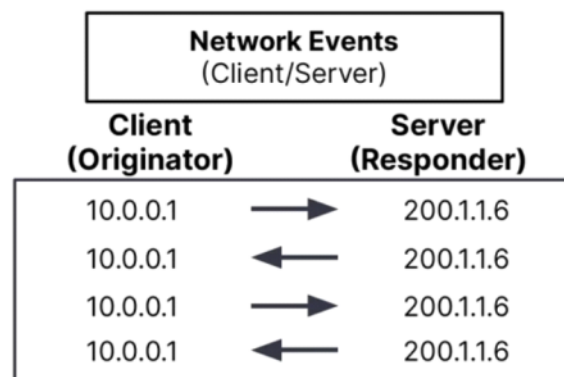 Network Events
(Client/Server)
Client Server
(Originator) (Responder)
10.0.0.1 200.1.1.6
10.0.0.1 200.1.1.6
10.0.0.1 200.1.1.6
10.0.0.1 200.1.1.6